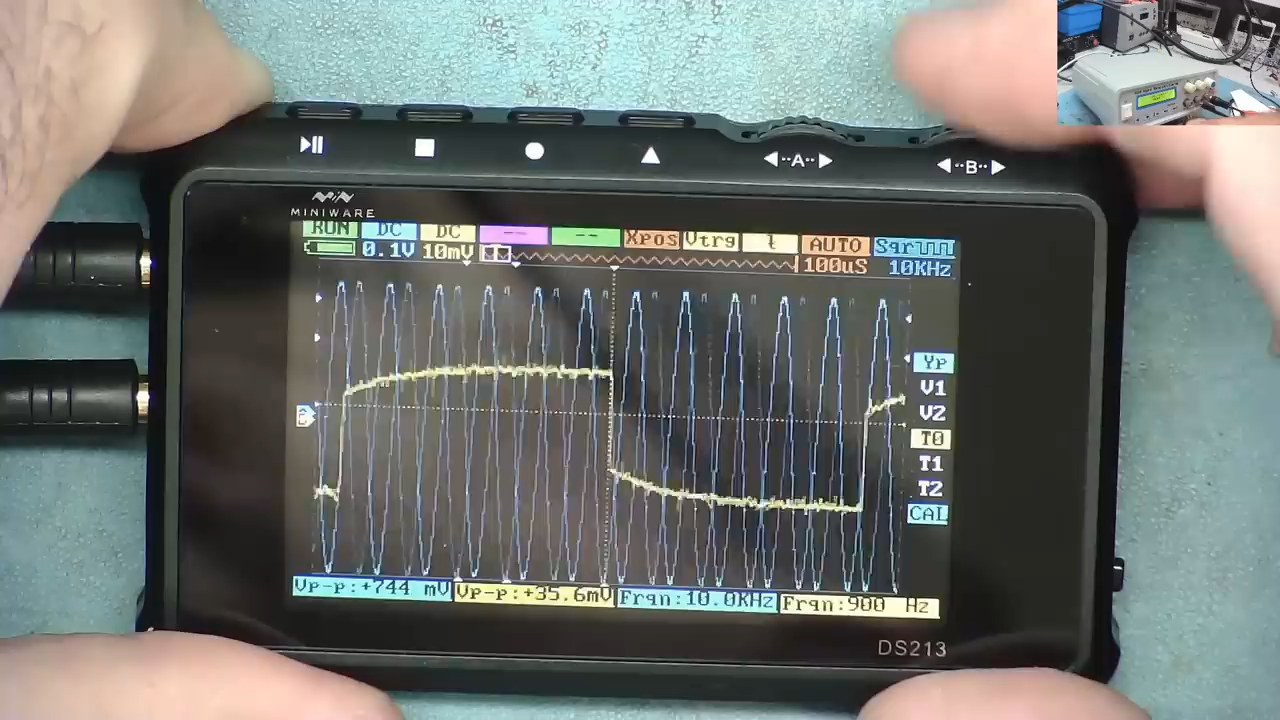 A
B
MINIWARE
RUN DC DC -- -- Xpos Vtrg AUTO Sqr
0.1V 10mV 100uS 10KHz
Yp
V1
V2
T0
T1
T2
CAL
Vp-p:+744 mV Vp-p:+35.6mV Frqn:10.0KHz Frqn:900 Hz
DS213